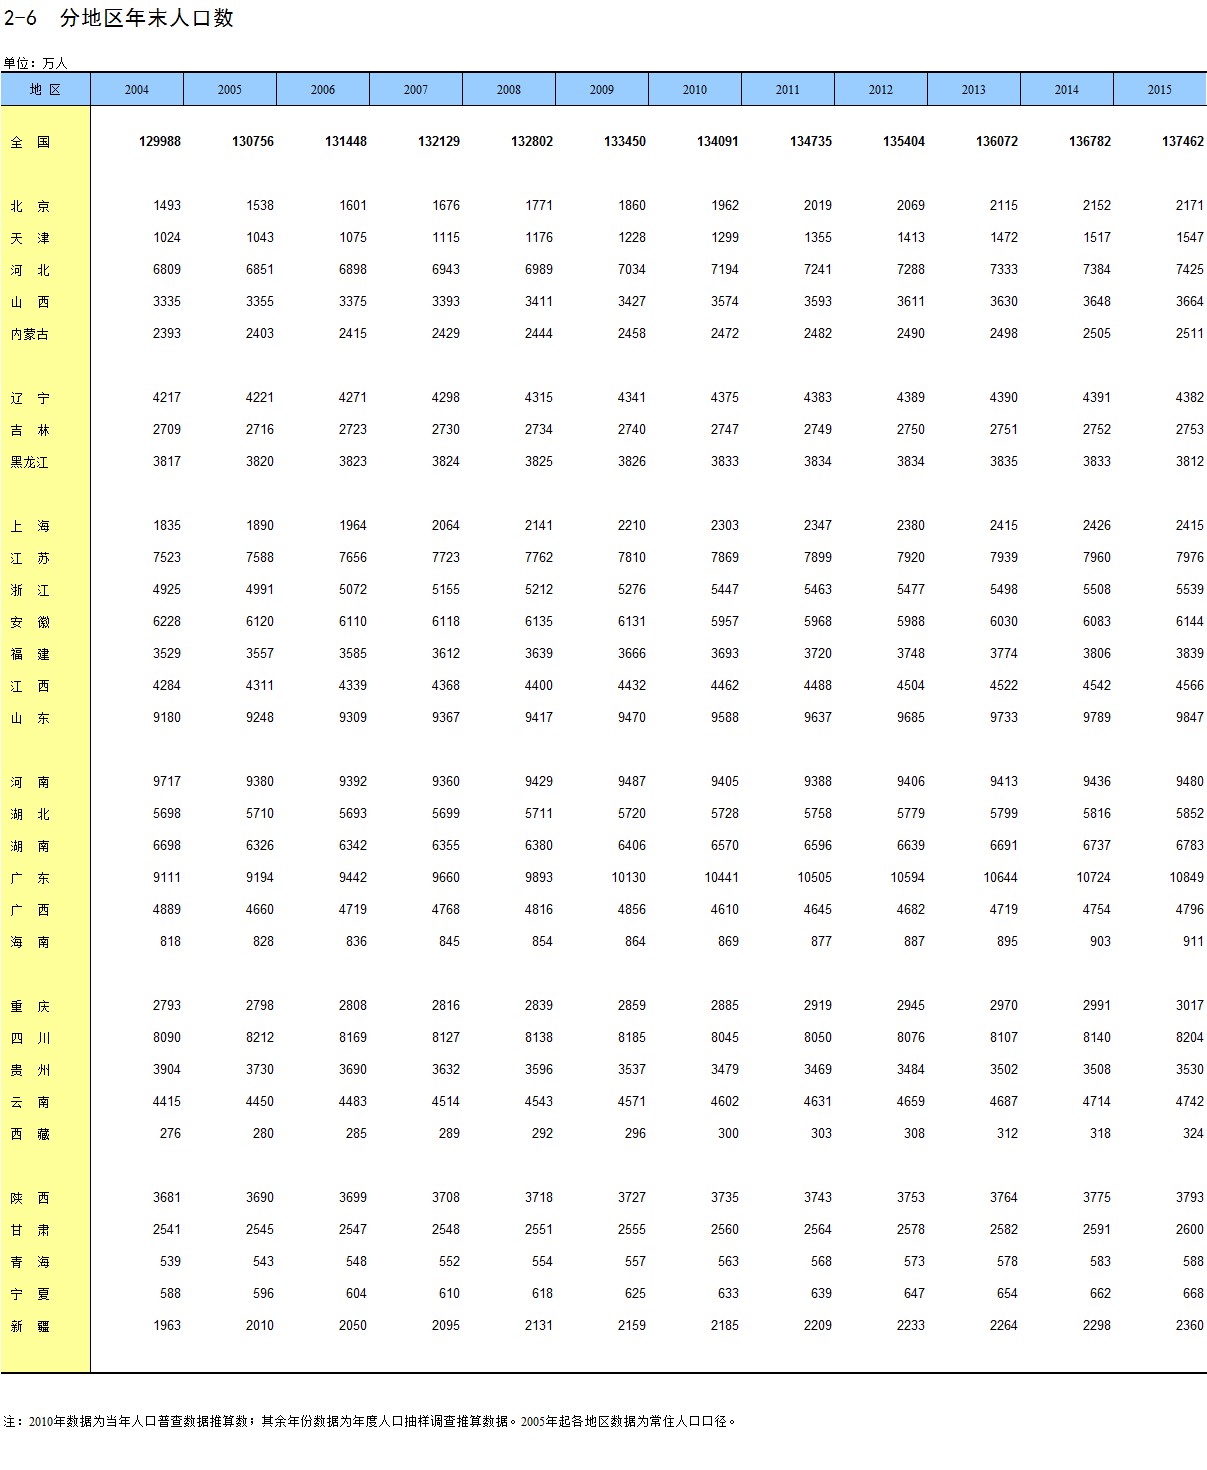 2-6 分地区年末人口数
单位：万人
地 区 2004 2005 2006 2007 2008 2009 2010 2011 2012 2013 2014 2015
全 国 129988 130756 131448 132129 132802 133450 134091 134735 135404 136072 136782 137462
北 京 1493 1538 1601 1676 1771 1860 1962 2019 2069 2115 2152 2171
天 津 1024 1043 1075 1115 1176 1228 1299 1355 1413 1472 1517 1547
河 北 6809 6851 6898 6943 6989 7034 7194 7241 7288 7333 7384 7425
山 西 3335 3355 3375 3393 3411 3427 3574 3593 3611 3630 3648 3664
内蒙古 2393 2403 2415 2429 2444 2458 2472 2482 2490 2498 2505 2511
辽 宁 4217 4221 4271 4298 4315 4341 4375 4383 4389 4390 4391 4382
吉 林 2709 2716 2723 2730 2734 2740 2747 2749 2750 2751 2752 2753
黑龙江 3817 3820 3823 3824 3825 3826 3833 3834 3834 3835 3833 3812
上 海 1835 1890 1964 2064 2141 2210 2303 2347 2380 2415 2426 2415
江 苏 7523 7588 7656 7723 7762 7810 7869 7899 7920 7939 7960 7976
浙 江 4925 4991 5072 5155 5212 5276 5447 5463 5477 5498 5508 5539
安 徽 6228 6120 6110 6118 6135 6131 5957 5968 5988 6030 6083 6144
福 建 3529 3557 3585 3612 3639 3666 3693 3720 3748 3774 3806 3839
江 西 4284 4311 4339 4368 4400 4432 4462 4488 4504 4522 4542 4566
山 东 9180 9248 9309 9367 9417 9470 9588 9637 9685 9733 9789 9847
河 南 9717 9380 9392 9360 9429 9487 9405 9388 9406 9413 9436 9480
湖 北 5698 5710 5693 5699 5711 5720 5728 5758 5779 5799 5816 5852
湖 南 6698 6326 6342 6355 6380 6406 6570 6596 6639 6691 6737 6783
广 东 9111 9194 9442 9660 9893 10130 10441 10505 10594 10644 10724 10849
广 西 4889 4660 4719 4768 4816 4856 4610 4645 4682 4719 4754 4796
海 南 818 828 836 845 854 864 869 877 887 895 903 911
重 庆 2793 2798 2808 2816 2839 2859 2885 2919 2945 2970 2991 3017
四 川 8090 8212 8169 8127 8138 8185 8045 8050 8076 8107 8140 8204
贵 州 3904 3730 3690 3632 3596 3537 3479 3469 3484 3502 3508 3530
云 南 4415 4450 4483 4514 4543 4571 4602 4631 4659 4687 4714 4742
西 藏 276 280 285 289 292 296 300 303 308 312 318 324
陕 西 3681 3690 3699 3708 3718 3727 3735 3743 3753 3764 3775 3793
甘 肃 2541 2545 2547 2548 2551 2555 2560 2564 2578 2582 2591 2600
青 海 539 543 548 552 554 557 563 568 573 578 583 588
宁 夏 588 596 604 610 618 625 633 639 647 654 662 668
新 疆 1963 2010 2050 2095 2131 2159 2185 2209 2233 2264 2298 2360
注：2010年数据为当年人口普查数据推算数；其余年份数据为年度人口抽样调查推算数据。2005年起各地区数据为常住人口口径。